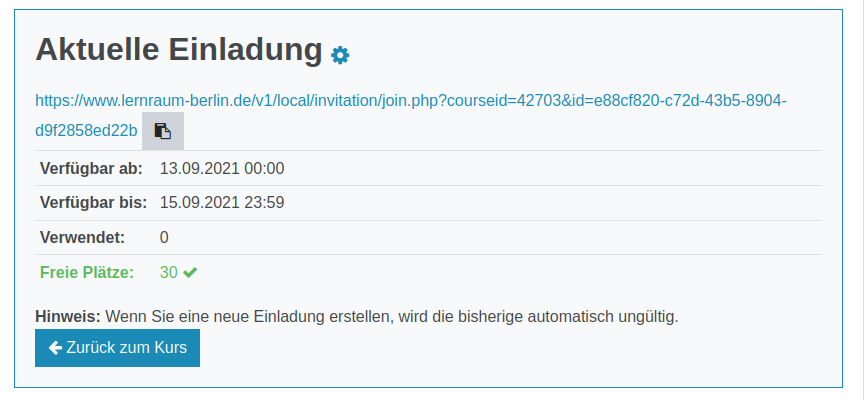 Aktuelle Einladung
https://www.lernraum-berlin.de/v1/local/invitation/join.php?courseid=42703&id=e88cf820-c72d-43b5-8904-
d9f2858ed22b
Verfügbar ab: 13.09.2021 00:00
Verfügbar bis: 15.09.2021 23:59
Verwendet: 0
Freie Plätze: 30
Hinweis: Wenn Sie eine neue Einladung erstellen, wird die bisherige automatisch ungültig.
Zurück zum Kurs